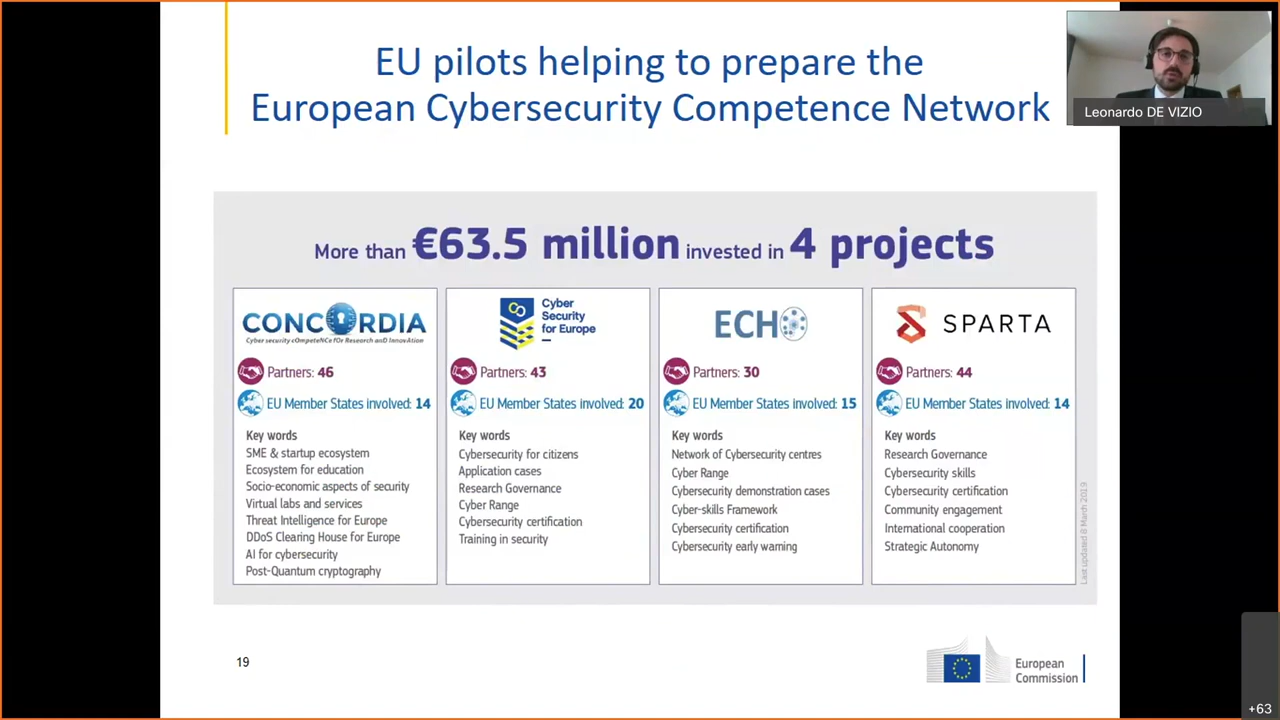 EU pilots helping to prepare the
European Cybersecurity Competence Network
Leonardo DE VIZIO
More than €63.5 million invested in 4 projects
CONCORDIA
Cyber security cOmpeteNCe fOr Research anD InnovAtion
Partners: 46
EU Member States involved: 14
Key words
SME & startup ecosystem
Ecosystem for education
Socio-economic aspects of security
Virtual labs and services
Threat Intelligence for Europe
DDoS Clearing House for Europe
AI for cybersecurity
Post-Quantum cryptography
Cyber
Security
for Europe
Partners: 43
EU Member States involved: 20
Key words
Cybersecurity for citizens
Application cases
Research Governance
Cyber Range
Cybersecurity certification
Training in security
ECHO
Partners: 30
EU Member States involved: 15
Key words
Network of Cybersecurity centres
Cyber Range
Cybersecurity demonstration cases
Cyber-skills Framework
Cybersecurity certification
Cybersecurity early warning
SPARTA
Partners: 44
EU Member States involved: 14
Key words
Research Governance
Cybersecurity skills
Cybersecurity certification
Community engagement
International cooperation
Strategic Autonomy
Last updated 8 March 2019
19
European
Commission
+63